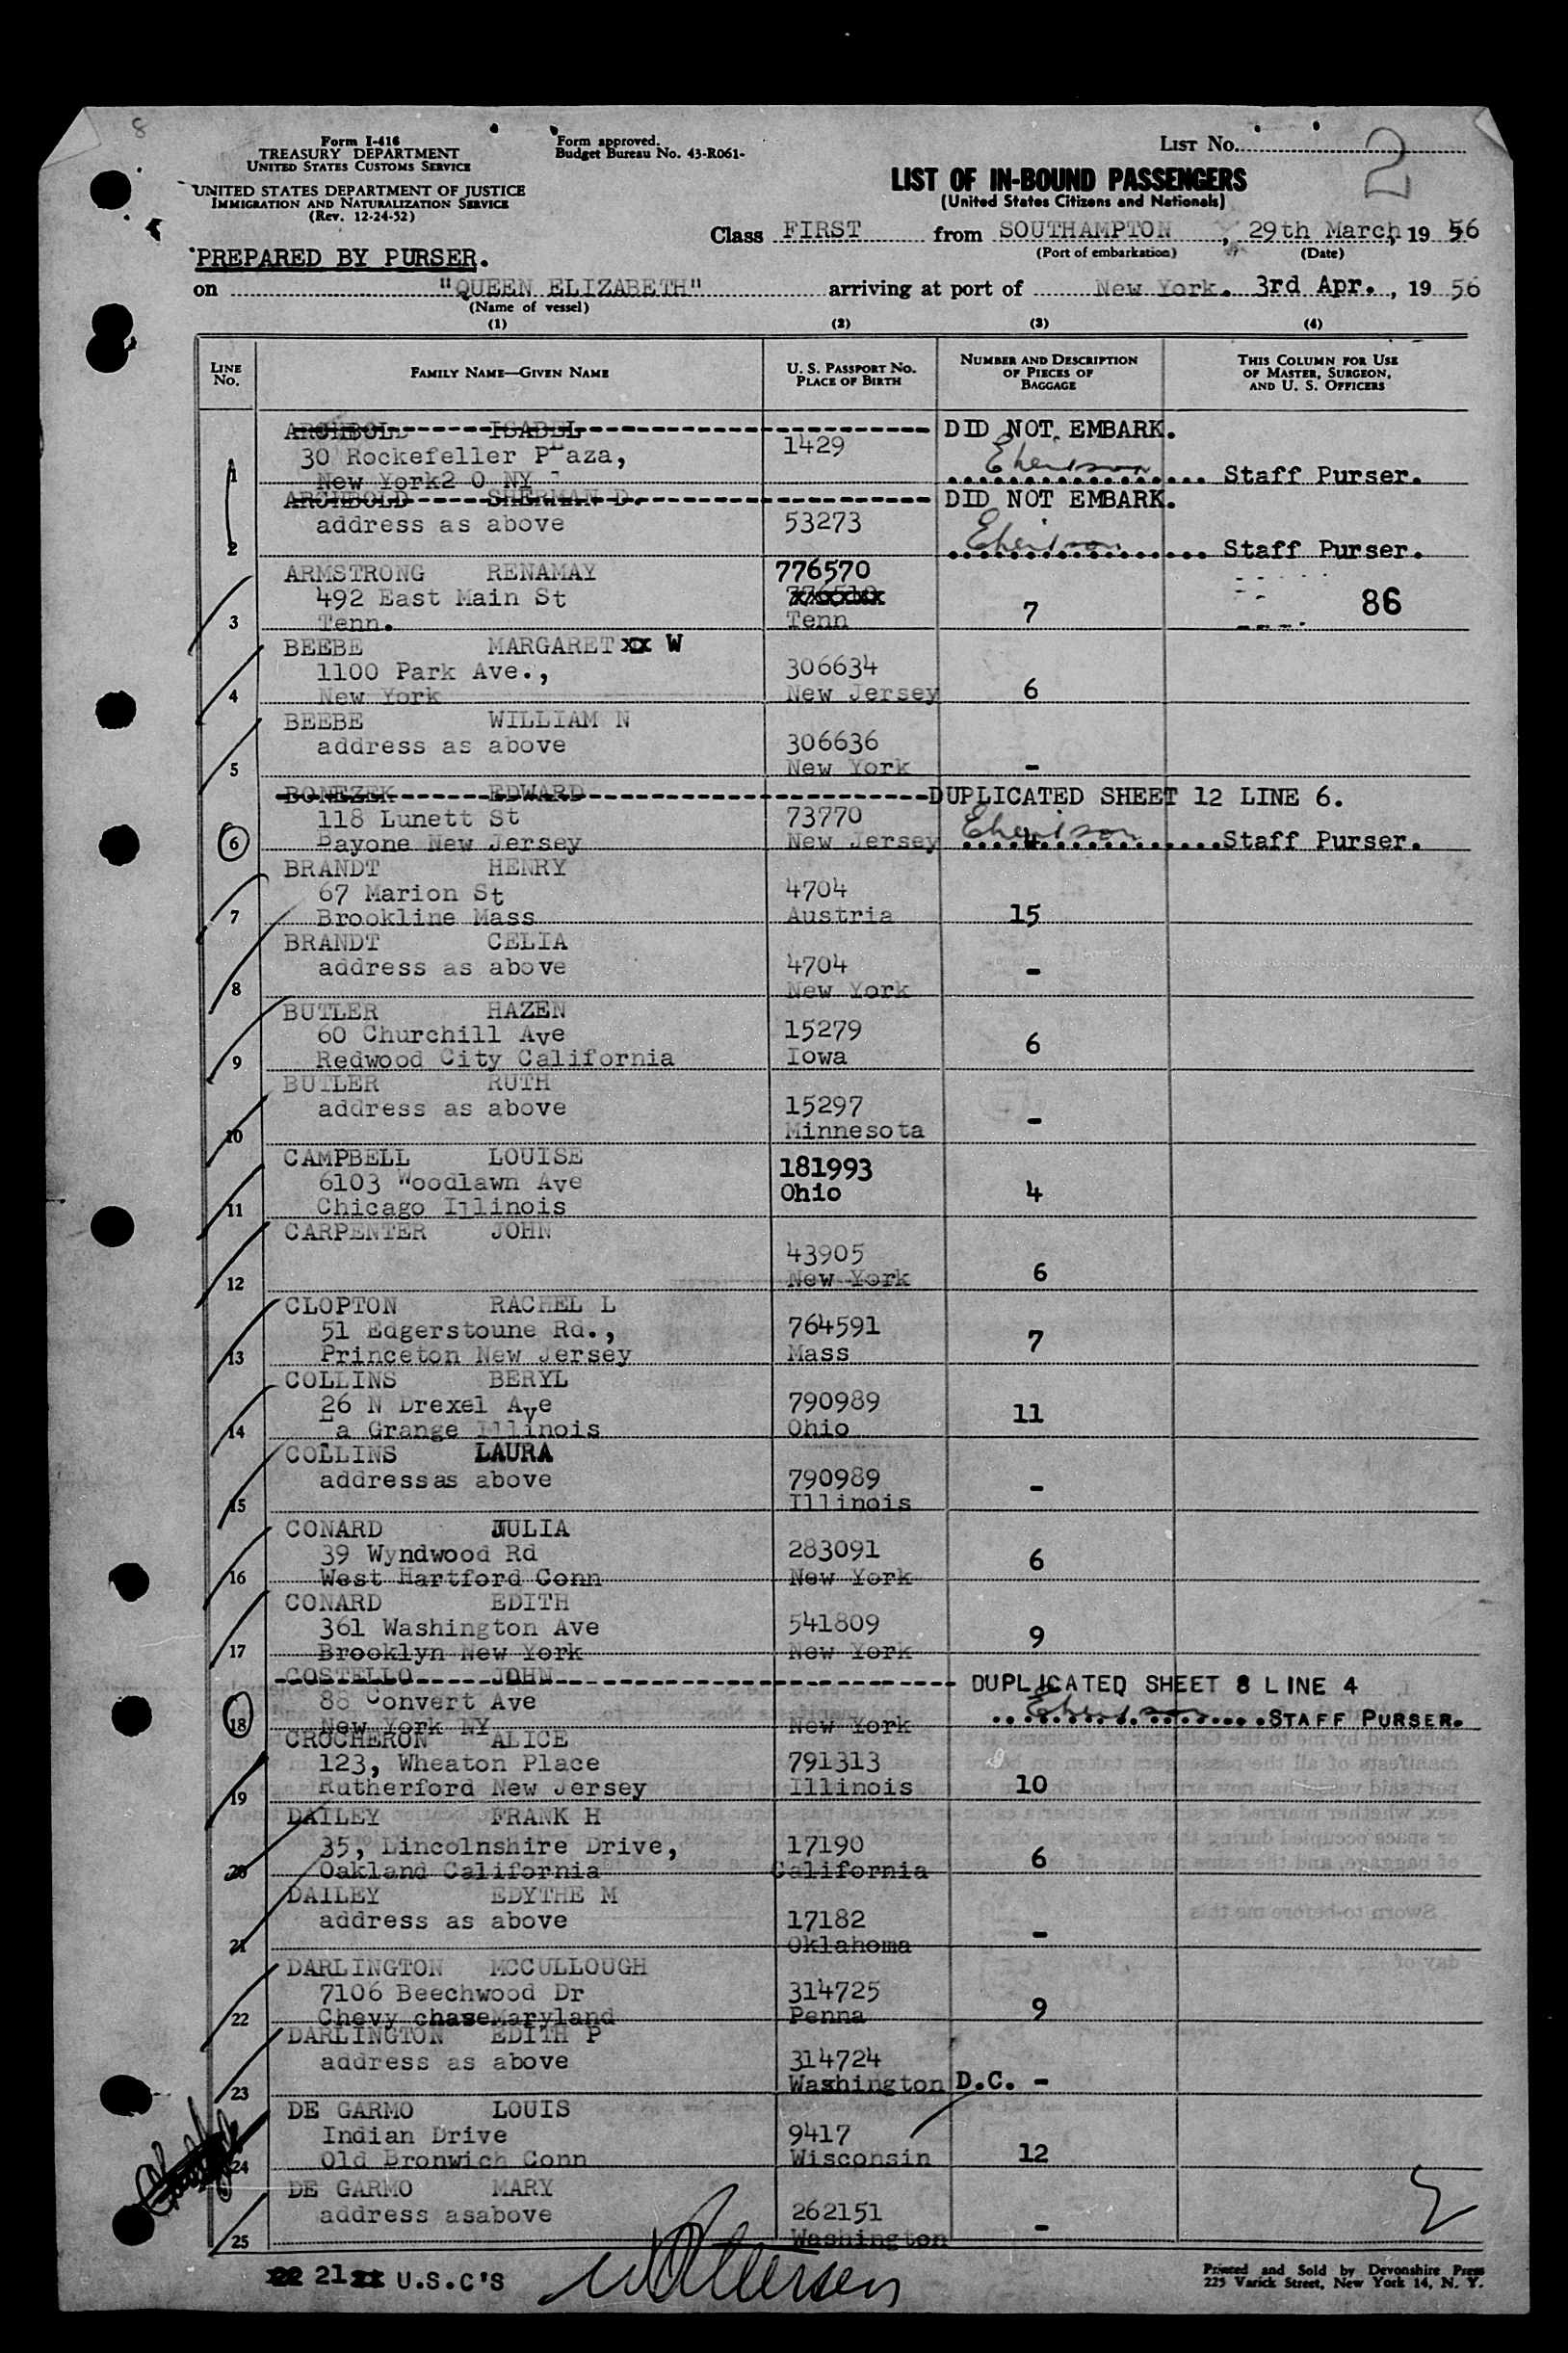 8
Form I-416
TREASURY DEPARTMENT
UNITED STATES CUSTOMS SERVICE
UNITED STATES DEPARTMENT OF JUSTICE
IMMIGRATION AND NATURALIZATION SERVICE
(Rev. 12-24-52)
Form approved.
Budget Bureau No. 43-R061-
LIST No.
2
LIST OF IN-BOUND PASSENGERS
(United States Citizens and Nationals)
Class FIRST from SOUTHAMPTON, 29th March, 19 56
(Port of embarkation) (Date)
PREPARED BY PURSER.
on "QUEEN ELIZABETH" arriving at port of New York. 3rd Apr., 19 56
(Name of vessel)
(1) (2) (3) (4)
LINE No. FAMILY NAME—GIVEN NAME U. S. PASSPORT No. PLACE OF BIRTH NUMBER AND DESCRIPTION OF PIECES OF BAGGAGE THIS COLUMN FOR USE OF MASTER, SURGEON, AND U. S. OFFICERS
ARCHBOLD ISABEL DID NOT EMBARK.
30 Rockefeller Plaza, 1429
1 New York2 0 NY Staff Purser.
ARCHBOLD SHERMAN D. DID NOT EMBARK.
address as above 53273
2 Staff Purser.
ARMSTRONG RENAMAY 776570
492 East Main St 86
3 Tenn. Tenn 7
BEEBE MARGARET xx W
1100 Park Ave., 306634
4 New York New Jersey 6
BEEBE WILLIAM N
address as above 306636
5 New York -
BONEZEK EDWARD DUPLICATED SHEET 12 LINE 6.
118 Lunett St 73770
6 Bayone New Jersey New Jersey 4 Staff Purser.
BRANDT HENRY
67 Marion St 4704
7 Brookline Mass Austria 15
BRANDT CELIA
address as above 4704 -
8 New York
BUTLER HAZEN
60 Churchill Ave 15279
9 Redwood City California Iowa 6
BUTLER RUTH
address as above 15297
10 Minnesota -
CAMPBELL LOUISE 181993
6103 Woodlawn Ave Ohio 4
11 Chicago Illinois
CARPENTER JOHN
43905
12 New York 6
CLOPTON RACHEL L
51 Edgerstoune Rd., 764591
13 Princeton New Jersey Mass 7
COLLINS BERYL
26 N Drexel Ave 790989
14 La Grange Illinois Ohio 11
COLLINS LAURA
addressas above 790989
15 Illinois -
CONARD JULIA
39 Wyndwood Rd 283091
16 West Hartford Conn New York 6
CONARD EDITH
361 Washington Ave 541809
17 Brooklyn New York New York 9
COSTELLO JOHN DUPLICATED SHEET 8 LINE 4
88 Convert Ave
18 New York NY New York STAFF PURSER.
CROCHERON ALICE
123, Wheaton Place 791313
19 Rutherford New Jersey Illinois 10
DAILEY FRANK H
35, Lincolnshire Drive, 17190
20 Oakland California California 6
DAILEY EDYTHE M
address as above 17182
21 Oklahoma -
DARLINGTON MCCULLOUGH
7106 Beechwood Dr 314725
22 Chevy chaseMaryland Penna 9
DARLINGTON EDITH P
address as above 314724
23 Washington D.C. -
DE GARMO LOUIS
Indian Drive 9417
24 Old Bronwich Conn Wisconsin 12
DE GARMO MARY
address asabove 262151
25 Washington -
22 21 xx U.S.C'S
Printed and Sold by Devonshire Press
225 Varick Street, New York 14, N. Y.